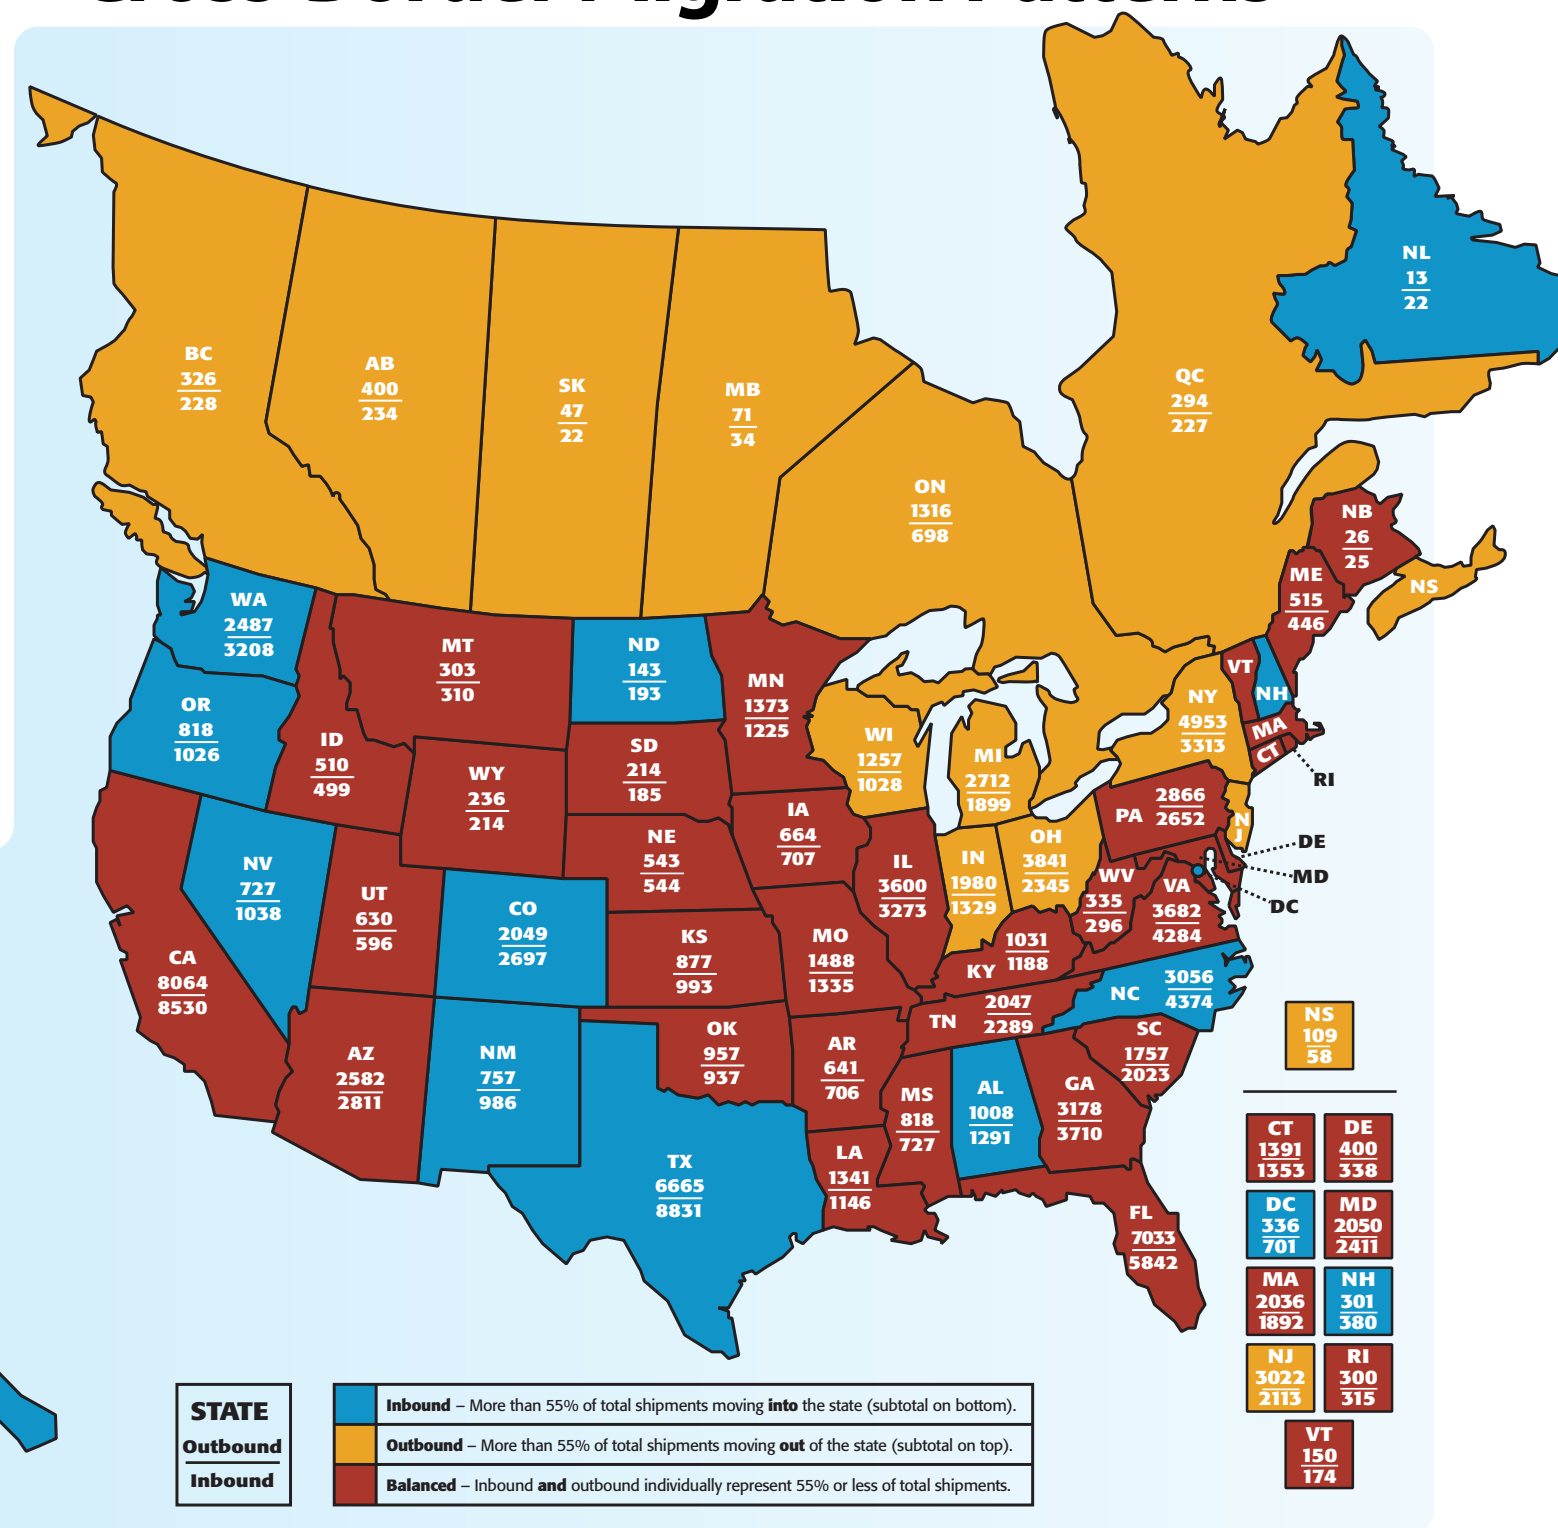 Cross-Border Migration Patterns
NL
13
22
BC
326
228
AB
400
234
SK
47
22
MB
71
34
QC
294
227
ON
1316
698
NB
26
25
ME
515
446
NS
WA
2487
3208
MT
303
310
ND
143
193
MN
1373
1225
VT
NH
OR
818
1026
ID
510
499
WY
236
214
SD
214
185
WI
1257
1028
MI
2712
1899
NY
4953
3313
MA
CT
RI
PA
2866
2652
NJ
DE
MD
DC
IA
664
707
NE
543
544
NV
727
1038
UT
630
596
CO
2049
2697
IL
3600
3273
IN
1980
1329
OH
3841
2345
WV
335
296
VA
3682
4284
CA
8064
8530
KS
877
993
MO
1488
1335
KY
1031
1188
NC
3056
4374
TN
2047
2289
AZ
2582
2811
NM
757
986
OK
957
937
AR
641
706
MS
818
727
AL
1008
1291
GA
3178
3710
SC
1757
2023
TX
6665
8831
LA
1341
1146
FL
7033
5842
NS
109
58
CT
1391
1353
DE
400
338
DC
336
701
MD
2050
2411
MA
2036
1892
NH
301
380
NJ
3022
2113
RI
300
315
VT
150
174
STATE
Outbound
Inbound
Inbound – More than 55% of total shipments moving into the state (subtotal on bottom).
Outbound – More than 55% of total shipments moving out of the state (subtotal on top).
Balanced – Inbound and outbound individually represent 55% or less of total shipments.